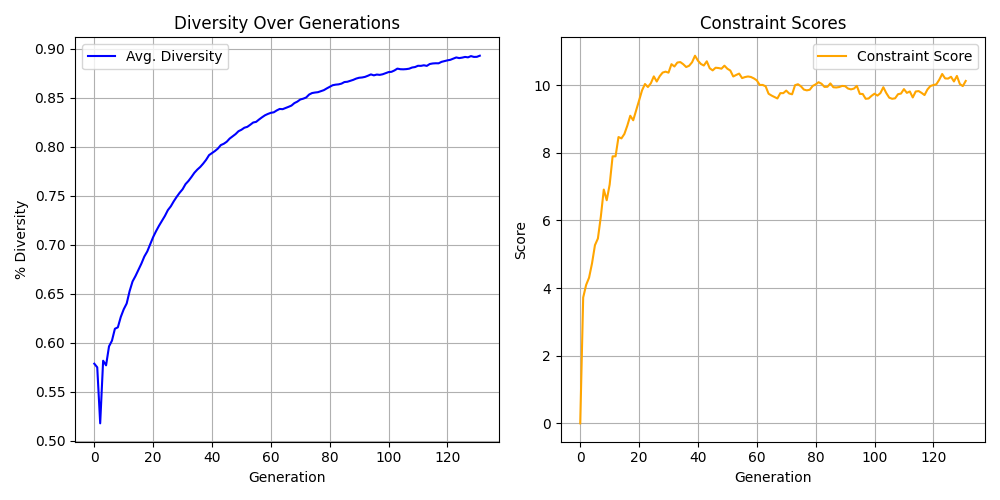 Diversity Over Generations
Avg. Diversity
% Diversity
0.90
0.85
0.80
0.75
0.70
0.65
0.60
0.55
0.50
0 20 40 60 80 100 120
Generation
Constraint Scores
Constraint Score
Score
10
8
6
4
2
0
0 20 40 60 80 100 120
Generation